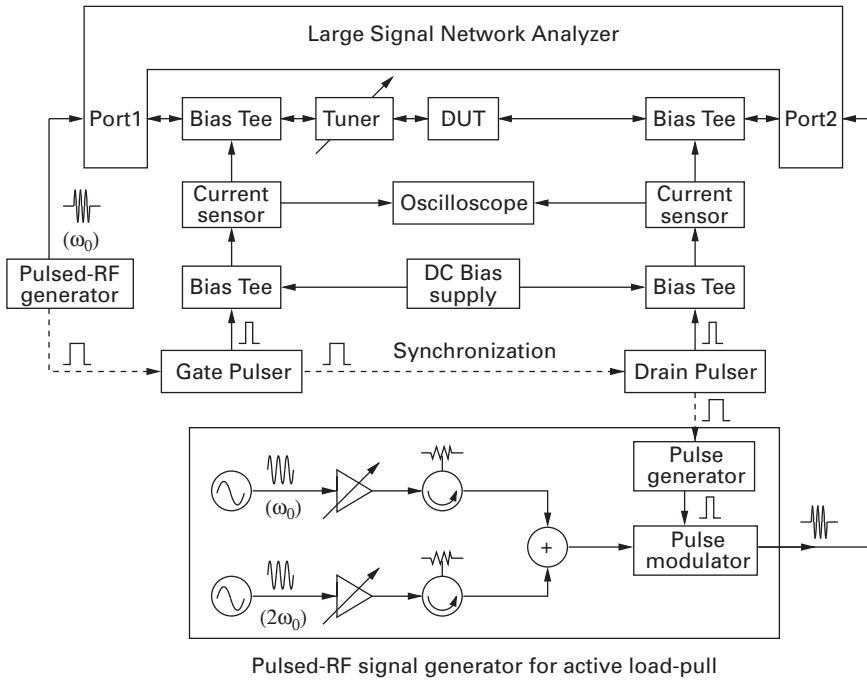 Large Signal Network Analyzer
Port1
Bias Tee
Tuner
DUT
Bias Tee
Port2
Current
sensor
Oscilloscope
Current
sensor
(ω₀)
Pulsed-RF
generator
Bias Tee
DC Bias
supply
Bias Tee
Gate Pulser
Synchronization
Drain Pulser
Pulse
generator
(ω₀)
+
Pulse
modulator
(2ω₀)
Pulsed-RF signal generator for active load-pull